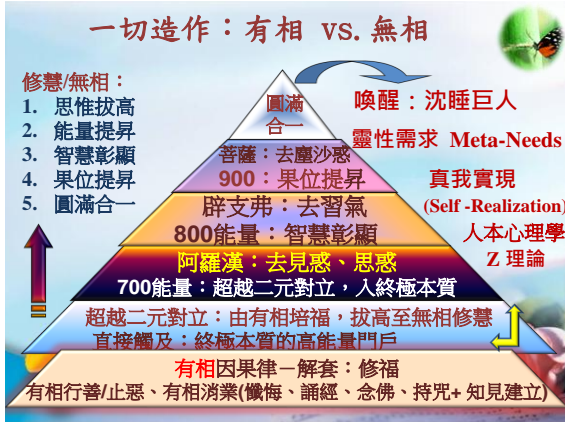 一切造作：有相 VS.無相
修慧/無相：
1. 思惟拔高
2. 能量提昇
3. 智慧彰顯
4. 果位提昇
5. 圓滿合一
圓滿
合一
菩薩：去塵沙惑
900：果位提昇
辟支弗：去習氣
800能量：智慧彰顯
阿羅漢：去見惑、思惑
700能量：超越二元對立，入終極本質
超越二元對立：由有相培福，拔高至無相修慧
直接觸及：終極本質的高能量門戶
有相因果律－解套：修福
有相行善/止惡、有相消業(懺悔、誦經、念佛、持咒+ 知見建立)
喚醒：沈睡巨人
靈性需求 Meta-Needs
真我實現
(Self -Realization)
人本心理學
Z 理論